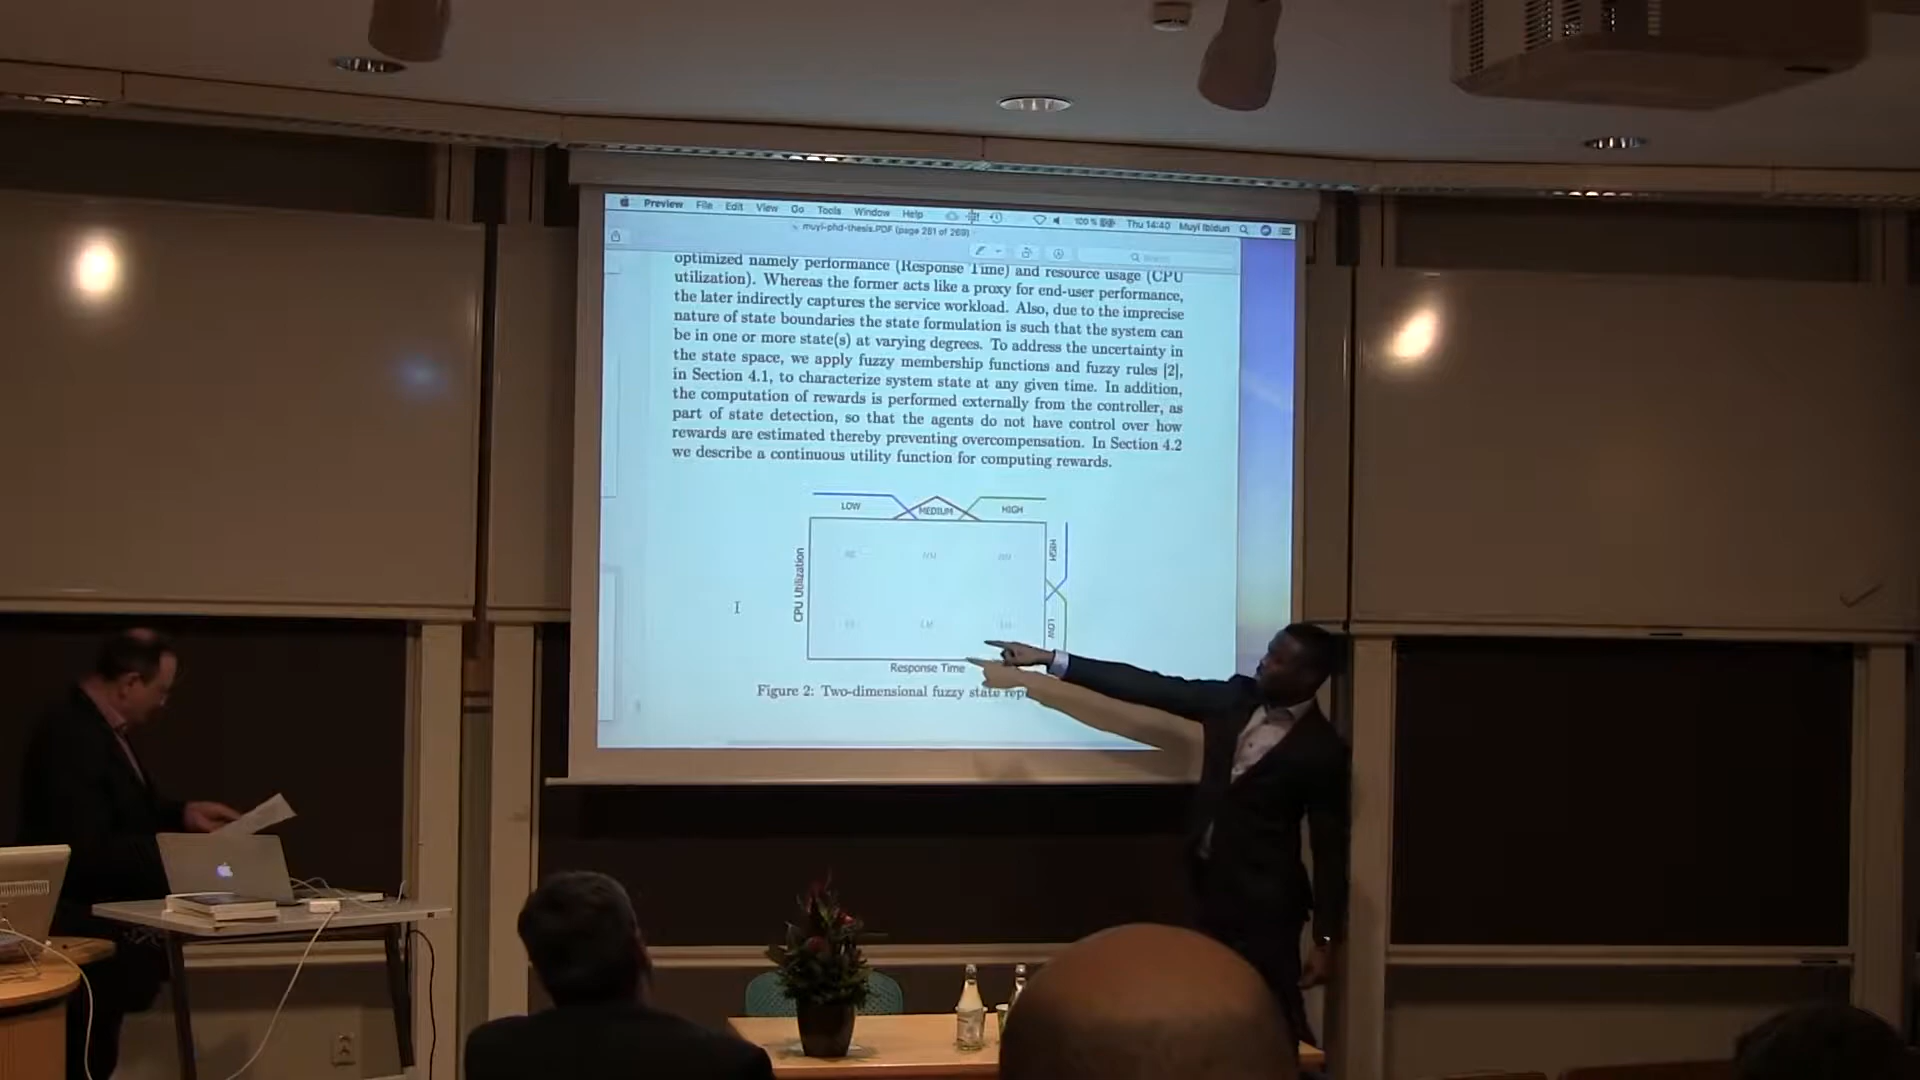 Preview File Edit View Go Tools Window Help 100 % Thu 14:40 Muyi Ibidun
muyi-phd-thesis.PDF (page 261 of 269)
Search
optimized namely performance (Response Time) and resource usage (CPU
utilization). Whereas the former acts like a proxy for end-user performance,
the later indirectly captures the service workload. Also, due to the imprecise
nature of state boundaries the state formulation is such that the system can
be in one or more state(s) at varying degrees. To address the uncertainty in
the state space, we apply fuzzy membership functions and fuzzy rules [2],
in Section 4.1, to characterize system state at any given time. In addition,
the computation of rewards is performed externally from the controller, as
part of state detection, so that the agents do not have control over how
rewards are estimated thereby preventing overcompensation. In Section 4.2
we describe a continuous utility function for computing rewards.
LOW MEDIUM HIGH
HIGH
CPU Utilization
LM
LOW
Response Time
Figure 2: Two-dimensional fuzzy state